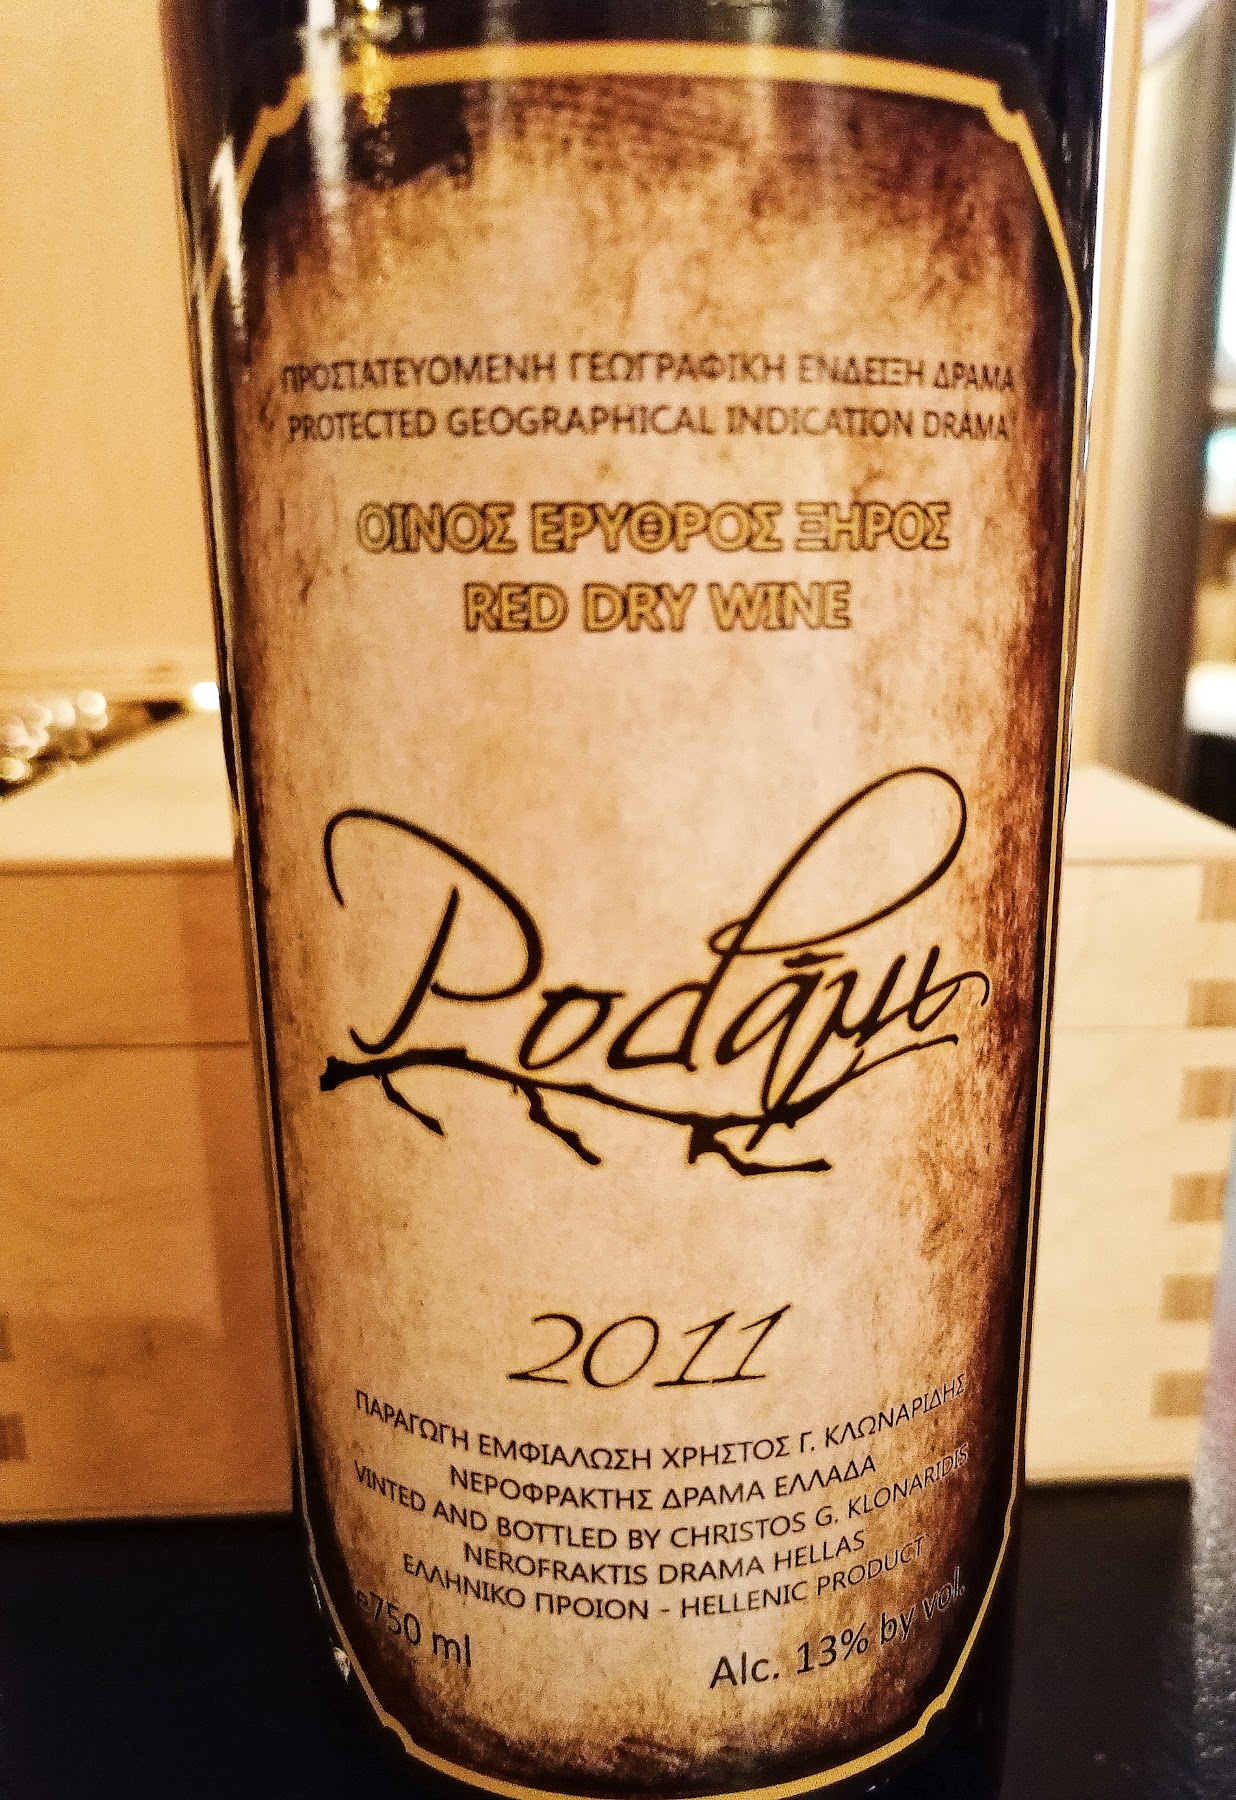 ΠΡΟΣΤΑΤΕΥΟΜΕΝΗ ΓΕΩΓΡΑΦΙΚΗ ΕΝΔΕΙΞΗ ΔΡΑΜΑ
PROTECTED GEOGRAPHICAL INDICATION DRAMA
ΟΙΝΟΣ ΕΡΥΘΡΟΣ ΞΗΡΟΣ
RED DRY WINE
Ροδάμι
2011
ΠΑΡΑΓΩΓΗ ΕΜΦΙΑΛΩΣΗ ΧΡΗΣΤΟΣ Γ. ΚΛΩΝΑΡΙΔΗΣ
ΝΕΡΟΦΡΑΚΤΗΣ ΔΡΑΜΑ ΕΛΛΑΔΑ
VINTED AND BOTTLED BY CHRISTOS G. KLONARIDIS
NEROFRAKTIS DRAMA HELLAS
ΕΛΛΗΝΙΚΟ ΠΡΟΙΟΝ - HELLENIC PRODUCT
e750 ml
Alc. 13% by vol.